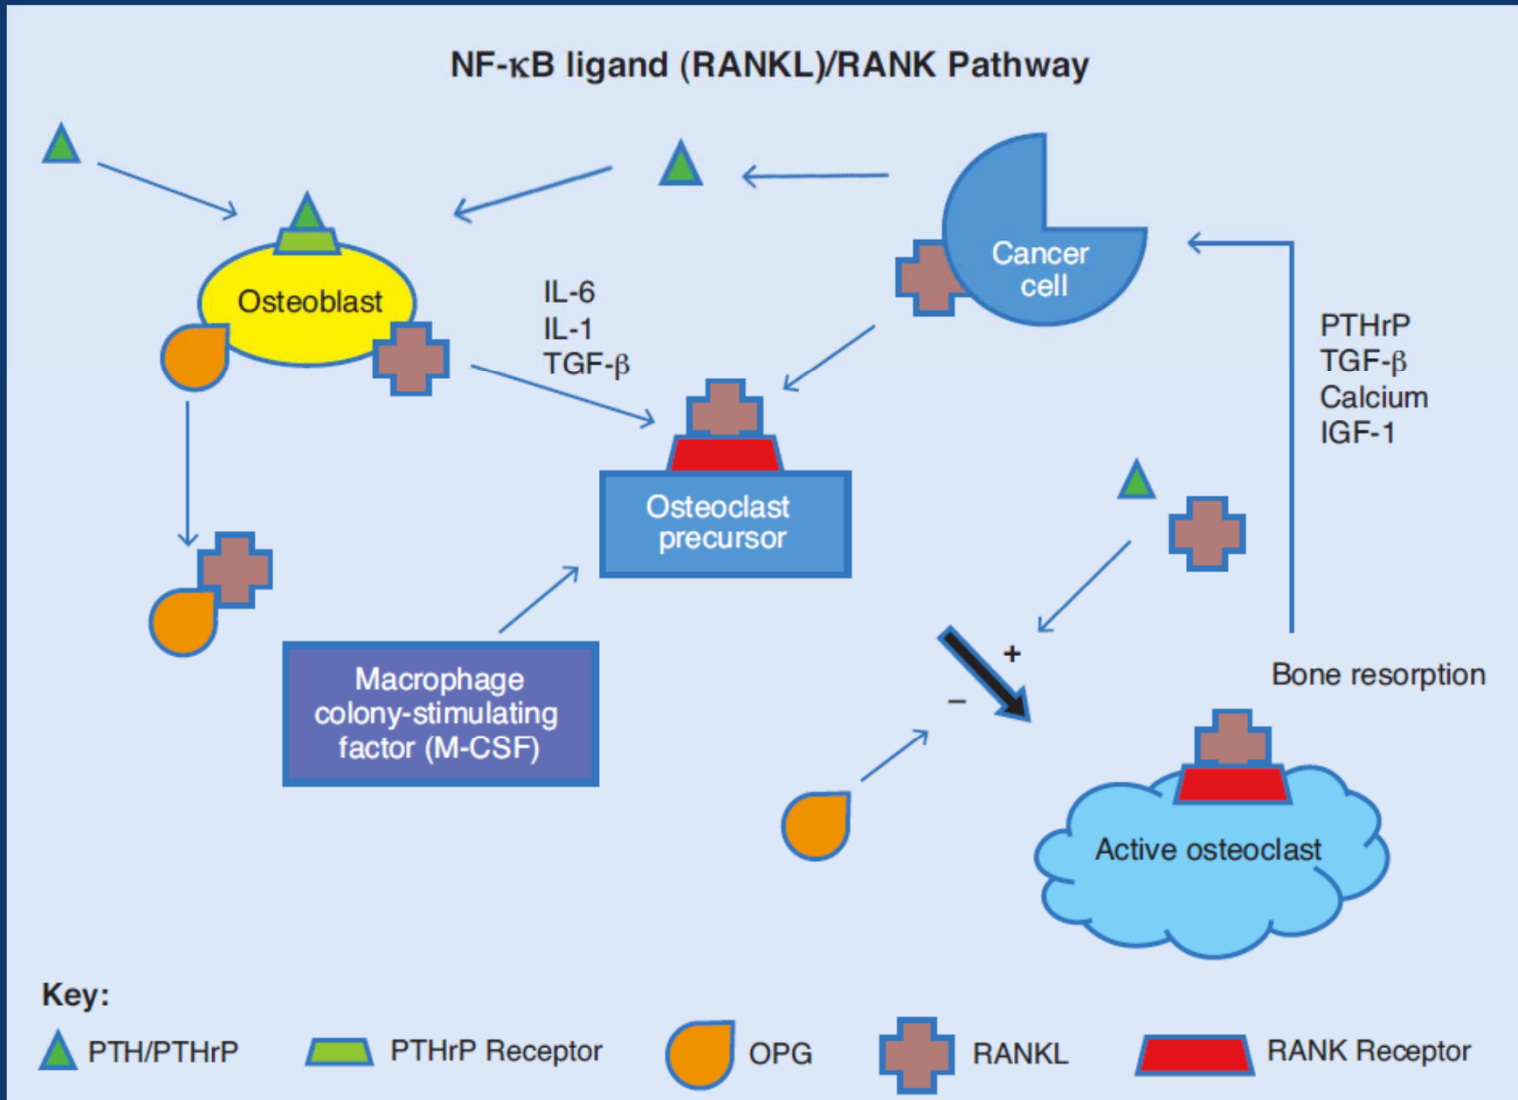 NF-κB ligand (RANKL)/RANK Pathway
Osteoblast
IL-6
IL-1
TGF-β
Cancer
cell
PTHrP
TGF-β
Calcium
IGF-1
Osteoclast
precursor
Macrophage
colony-stimulating
factor (M-CSF)
+
–
Bone resorption
Active osteoclast
Key:
PTH/PTHrP
PTHrP Receptor
OPG
RANKL
RANK Receptor